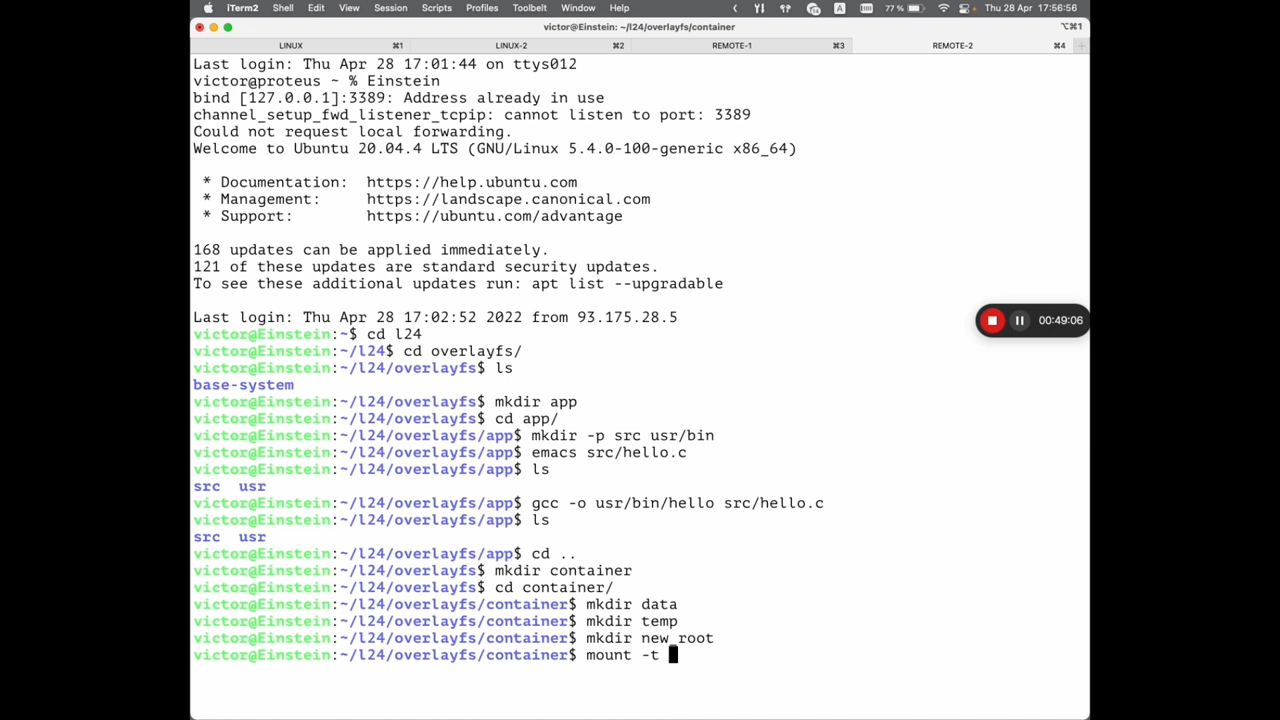 iTerm2 Shell Edit View Session Scripts Profiles Toolbelt Window Help A 77 % Thu 28 Apr 17:56:56
victor@Einstein: ~/l24/overlayfs/container ⌥⌘1
LINUX ⌘1 LINUX-2 ⌘2 REMOTE-1 ⌘3 REMOTE-2 ⌘4 +
Last login: Thu Apr 28 17:01:44 on ttys012
victor@proteus ~ % Einstein
bind [127.0.0.1]:3389: Address already in use
channel_setup_fwd_listener_tcpip: cannot listen to port: 3389
Could not request local forwarding.
Welcome to Ubuntu 20.04.4 LTS (GNU/Linux 5.4.0-100-generic x86_64)
* Documentation: https://help.ubuntu.com
* Management: https://landscape.canonical.com
* Support: https://ubuntu.com/advantage
168 updates can be applied immediately.
121 of these updates are standard security updates.
To see these additional updates run: apt list --upgradable
Last login: Thu Apr 28 17:02:52 2022 from 93.175.28.5
victor@Einstein:~$ cd l24
victor@Einstein:~/l24$ cd overlayfs/
victor@Einstein:~/l24/overlayfs$ ls
base-system
victor@Einstein:~/l24/overlayfs$ mkdir app
victor@Einstein:~/l24/overlayfs$ cd app/
victor@Einstein:~/l24/overlayfs/app$ mkdir -p src usr/bin
victor@Einstein:~/l24/overlayfs/app$ emacs src/hello.c
victor@Einstein:~/l24/overlayfs/app$ ls
src usr
victor@Einstein:~/l24/overlayfs/app$ gcc -o usr/bin/hello src/hello.c
victor@Einstein:~/l24/overlayfs/app$ ls
src usr
victor@Einstein:~/l24/overlayfs/app$ cd ..
victor@Einstein:~/l24/overlayfs$ mkdir container
victor@Einstein:~/l24/overlayfs$ cd container/
victor@Einstein:~/l24/overlayfs/container$ mkdir data
victor@Einstein:~/l24/overlayfs/container$ mkdir temp
victor@Einstein:~/l24/overlayfs/container$ mkdir new_root
victor@Einstein:~/l24/overlayfs/container$ mount -t
00:49:06